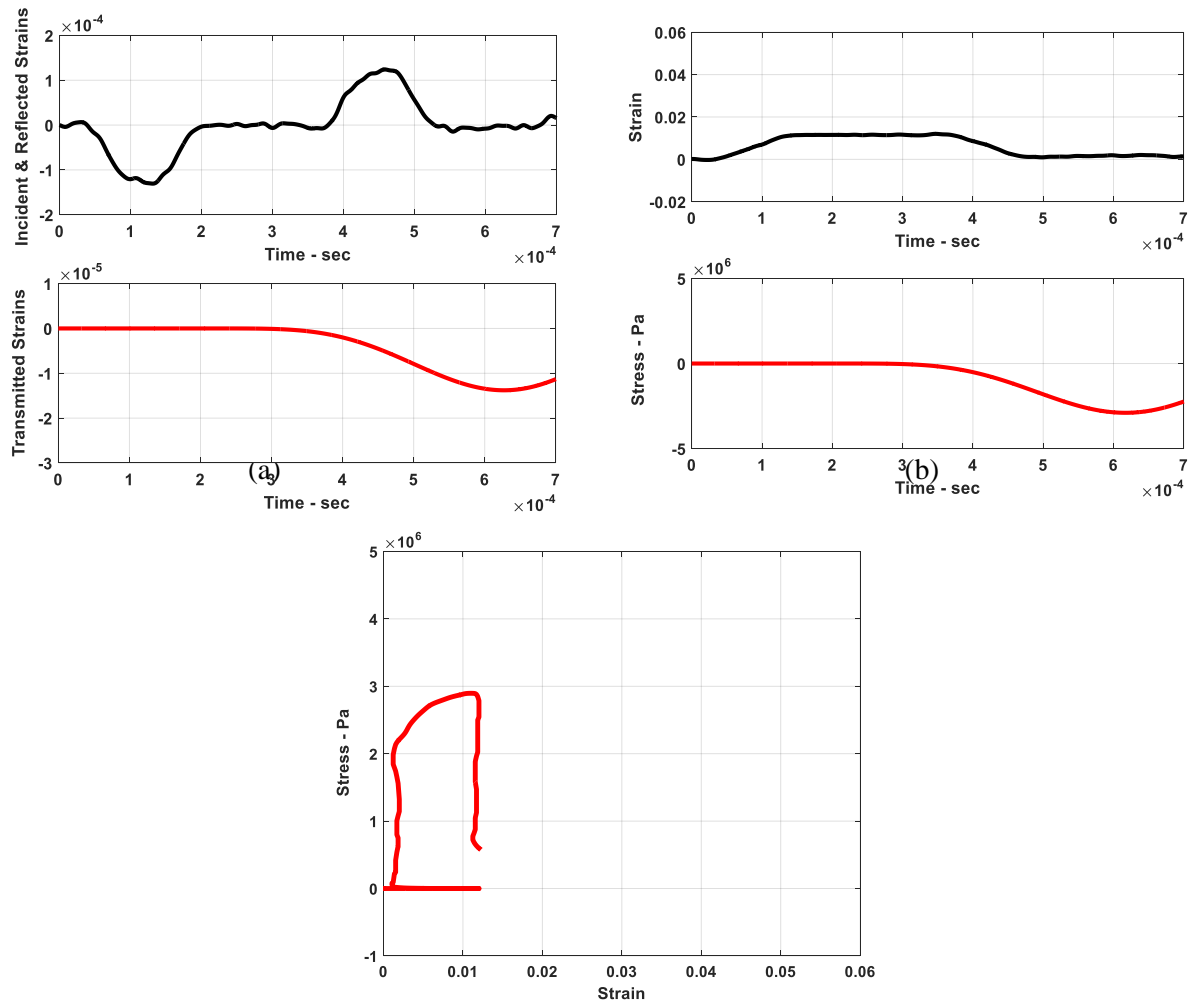 ×10-4
2
1
0
-1
-2
Incident & Reflected Strains
0 1 2 3 4 5 6 7
Time - sec
×10-4
×10-5
1
0
-1
-2
-3
Transmitted Strains
0 1 2 3 4 5 6 7
(a)
Time - sec
×10-4
0.06
0.04
0.02
0
-0.02
Strain
0 1 2 3 4 5 6 7
Time - sec
×10-4
×106
5
0
-5
Stress - Pa
0 1 2 3 4 5 6 7
(b)
Time - sec
×10-4
×106
5
4
3
2
1
0
-1
Stress - Pa
0 0.01 0.02 0.03 0.04 0.05 0.06
Strain